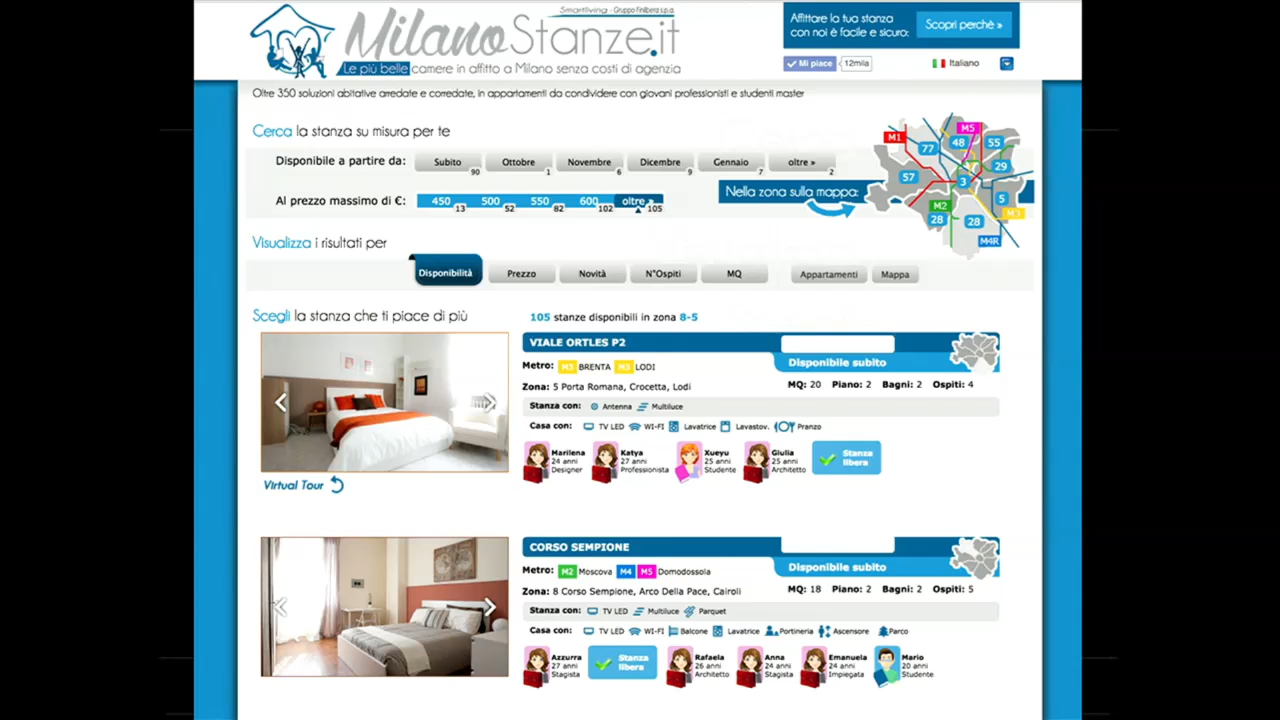 Smartliving - Gruppo Finlibera s.p.a.
MilanoStanze.it
Le più belle camere in affitto a Milano senza costi di agenzia
Affittare la tua stanza
con noi è facile e sicuro:
Scopri perchè »
Mi piace 12mila
Italiano
Oltre 350 soluzioni abitative arredate e corredate, in appartamenti da condividere con giovani professionisti e studenti master
Cerca la stanza su misura per te
Disponibile a partire da: Subito 90 Ottobre 1 Novembre 6 Dicembre 9 Gennaio 7 oltre » 2
Al prezzo massimo di €: 450 13 500 52 550 82 600 102 oltre » 105
Nella zona sulla mappa:
M1 M5
77 48 55
57 3 29
M2 5 M3
28 28
M4R
Visualizza i risultati per
Disponibilità Prezzo Novità N°Ospiti MQ Appartamenti Mappa
Scegli la stanza che ti piace di più
105 stanze disponibili in zona 8-5
VIALE ORTLES P2
Disponibile subito
Metro: M3 BRENTA M3 LODI
Zona: 5 Porta Romana, Crocetta, Lodi
MQ: 20 Piano: 2 Bagni: 2 Ospiti: 4
Stanza con: Antenna Multiluce
Casa con: TV LED WI-FI Lavatrice Lavastov. Pranzo
Marilena
24 anni
Designer
Katya
27 anni
Professionista
Xueyu
25 anni
Studente
Giulia
25 anni
Architetto
Stanza
libera
Virtual Tour
CORSO SEMPIONE
Disponibile subito
Metro: M2 Moscova M4 M5 Domodossola
Zona: 8 Corso Sempione, Arco Della Pace, Cairoli
MQ: 18 Piano: 2 Bagni: 2 Ospiti: 5
Stanza con: TV LED Multiluce Parquet
Casa con: TV LED WI-FI Balcone Lavatrice Portineria Ascensore Parco
Azzurra
27 anni
Stagista
Stanza
libera
Rafaela
26 anni
Architetto
Anna
24 anni
Stagista
Emanuela
24 anni
Impiegata
Mario
20 anni
Studente